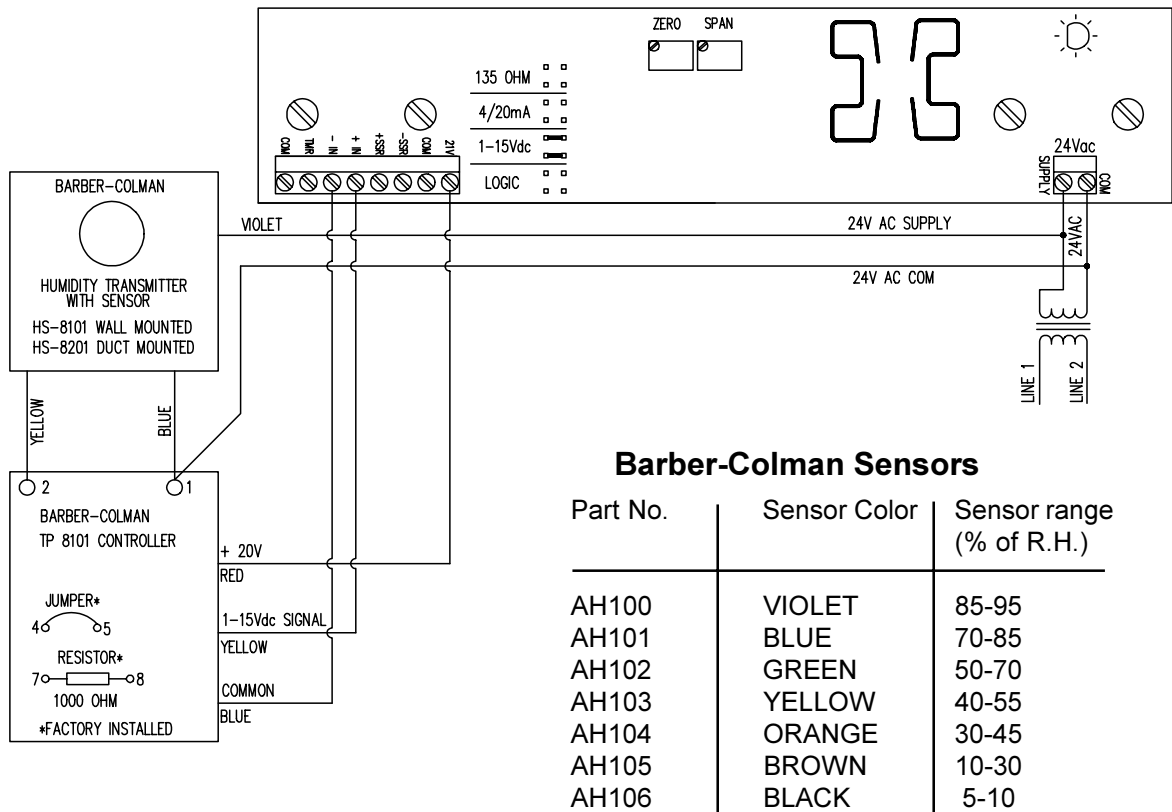 ZERO SPAN
135 OHM
4/20mA
1-15Vdc
LOGIC
COM TMR - IN + IN +SSR -SSR COM 21V
24Vac
SUPPLY COM
BARBER-COLMAN
HUMIDITY TRANSMITTER
WITH SENSOR
HS-8101 WALL MOUNTED
HS-8201 DUCT MOUNTED
VIOLET
24V AC SUPPLY
24VAC
24V AC COM
LINE 1
LINE 2
YELLOW
BLUE
2 1
BARBER-COLMAN
TP 8101 CONTROLLER
JUMPER*
4 5
RESISTOR*
7 8
1000 OHM
*FACTORY INSTALLED
+ 20V
RED
1-15Vdc SIGNAL
YELLOW
COMMON
BLUE
Barber-Colman Sensors
Part No. Sensor Color Sensor range
(% of R.H.)
AH100 VIOLET 85-95
AH101 BLUE 70-85
AH102 GREEN 50-70
AH103 YELLOW 40-55
AH104 ORANGE 30-45
AH105 BROWN 10-30
AH106 BLACK 5-10